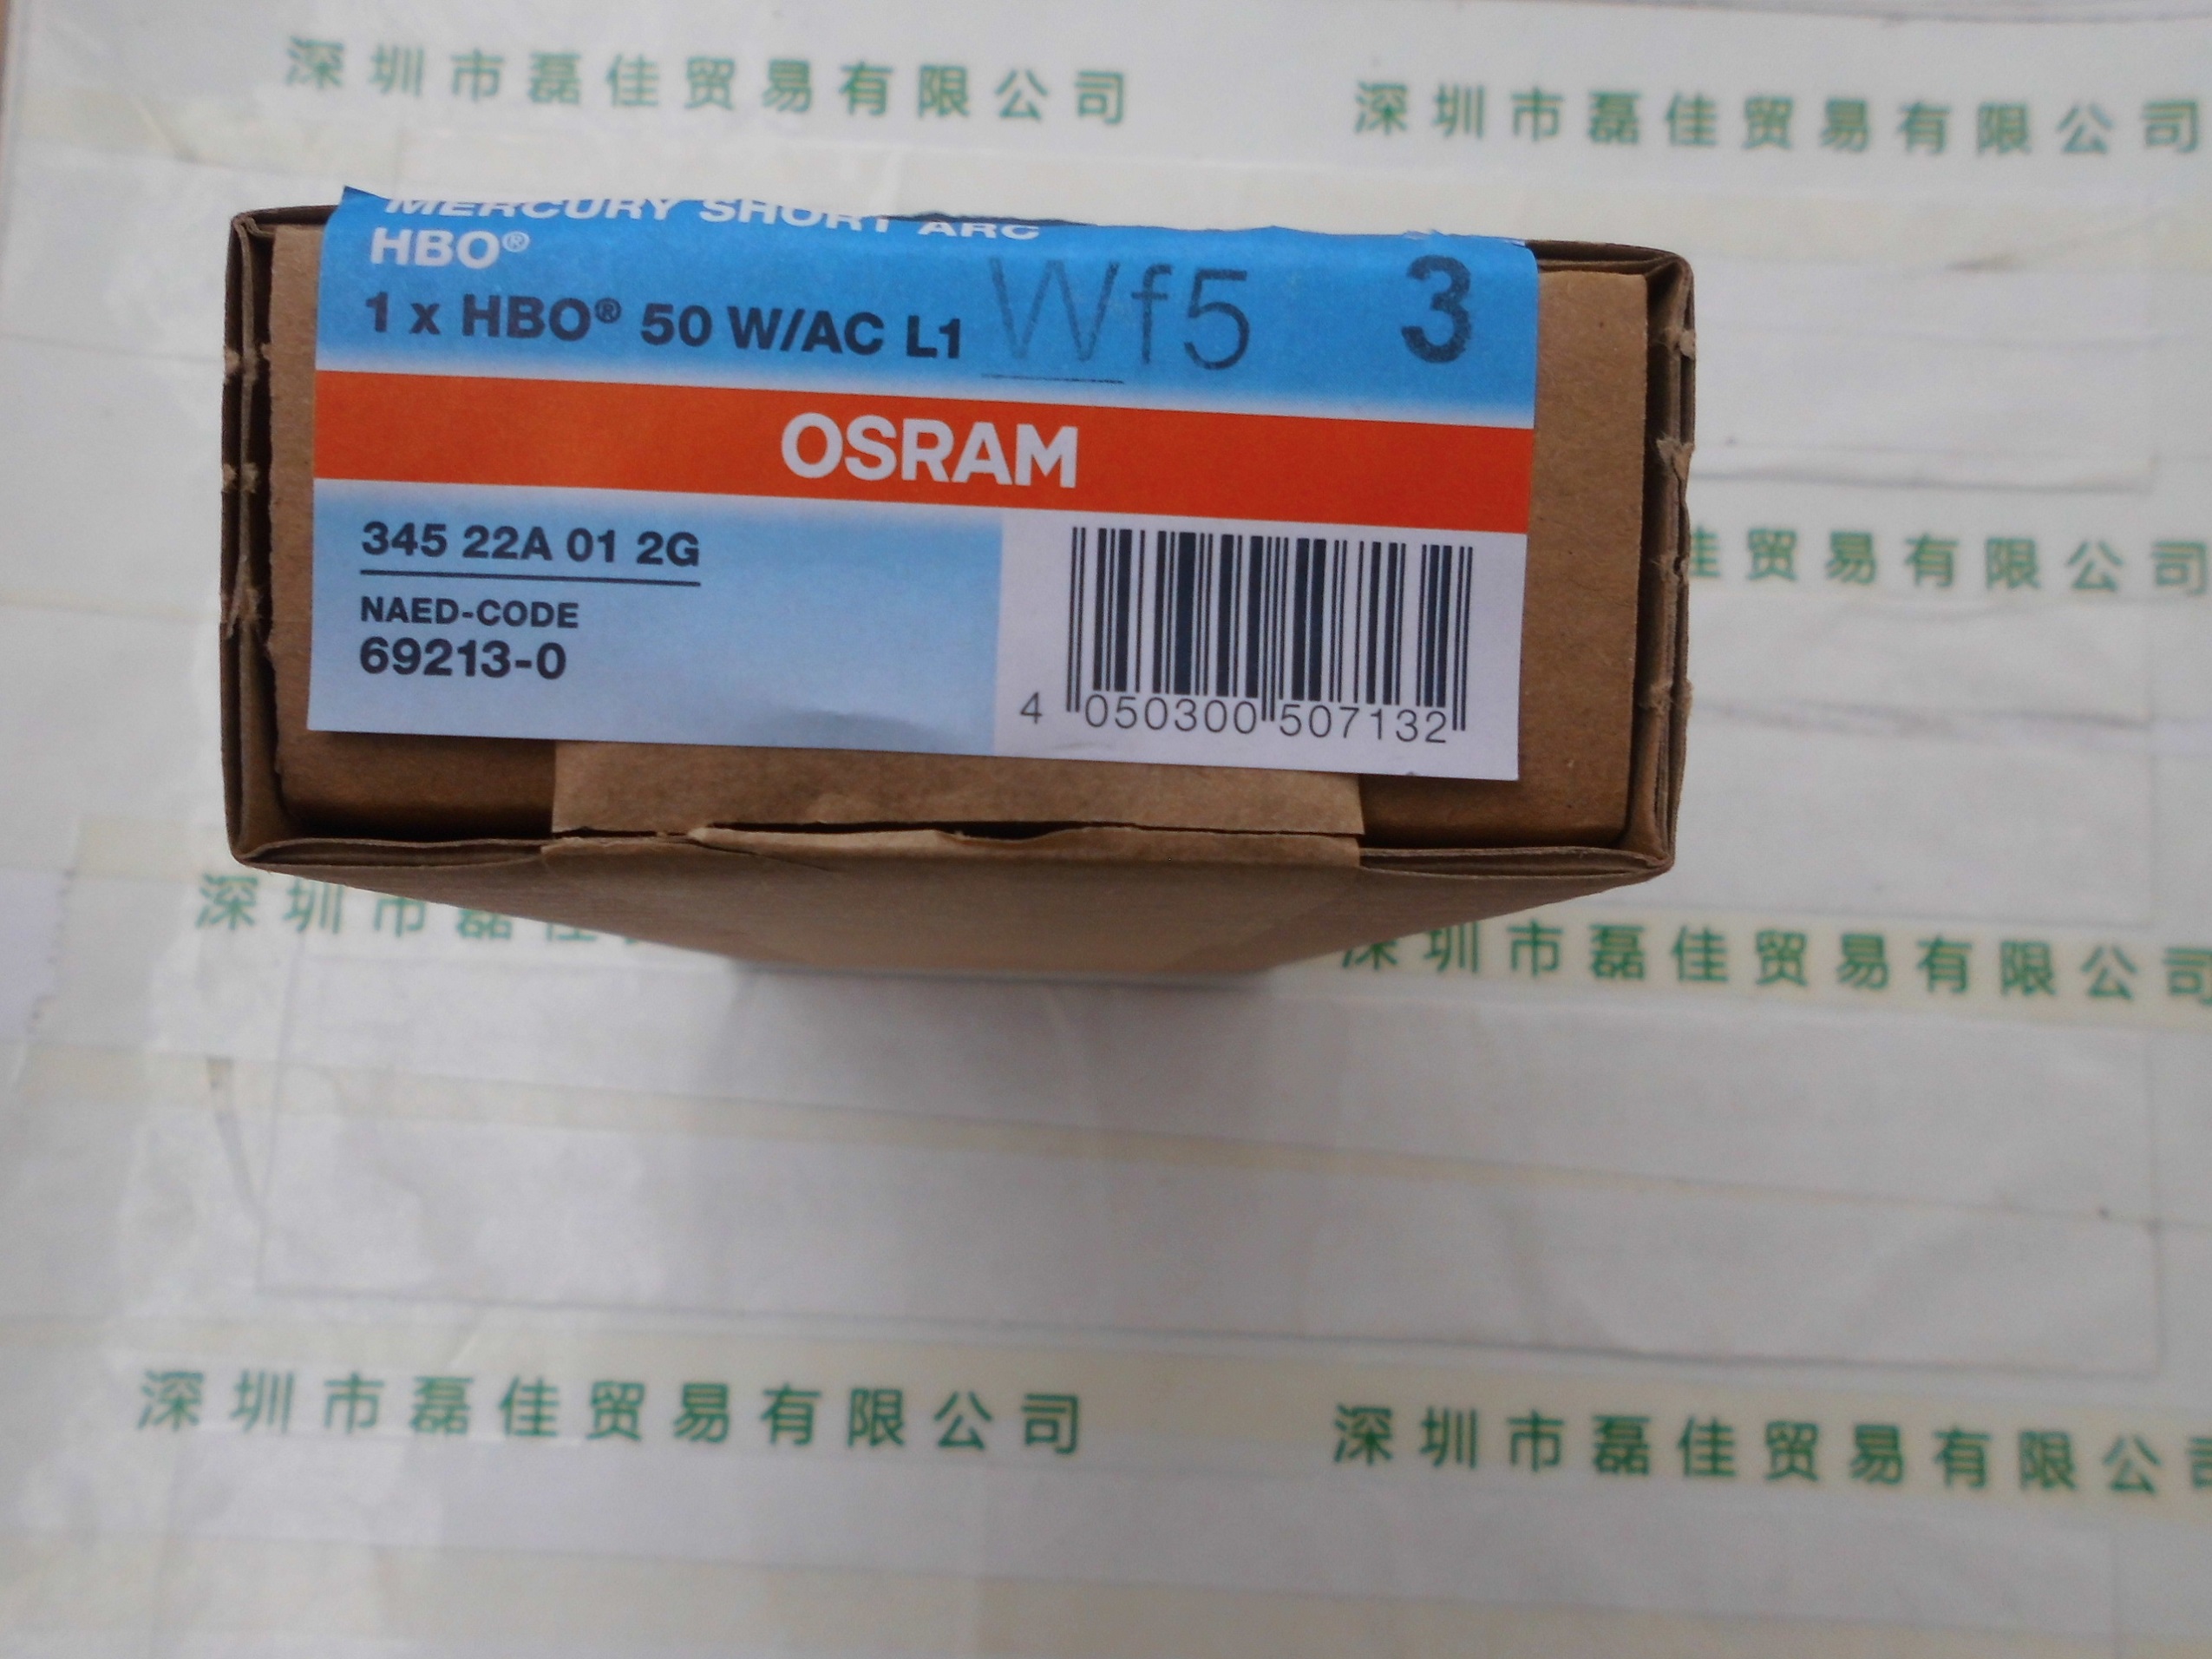 深圳市磊佳贸易有限公司 深圳市磊佳贸易有限公司
MERCURY SHORT ARC
HBO®
1 x HBO® 50 W/AC L1 Wf5 3
OSRAM
345 22A 01 2G
NAED-CODE
69213-0
4 050300 507132
佳贸易有限公司
深圳市磊佳 深圳市磊佳贸易有限公司
深圳市磊佳贸易有限公司 深圳市磊佳贸易有限公